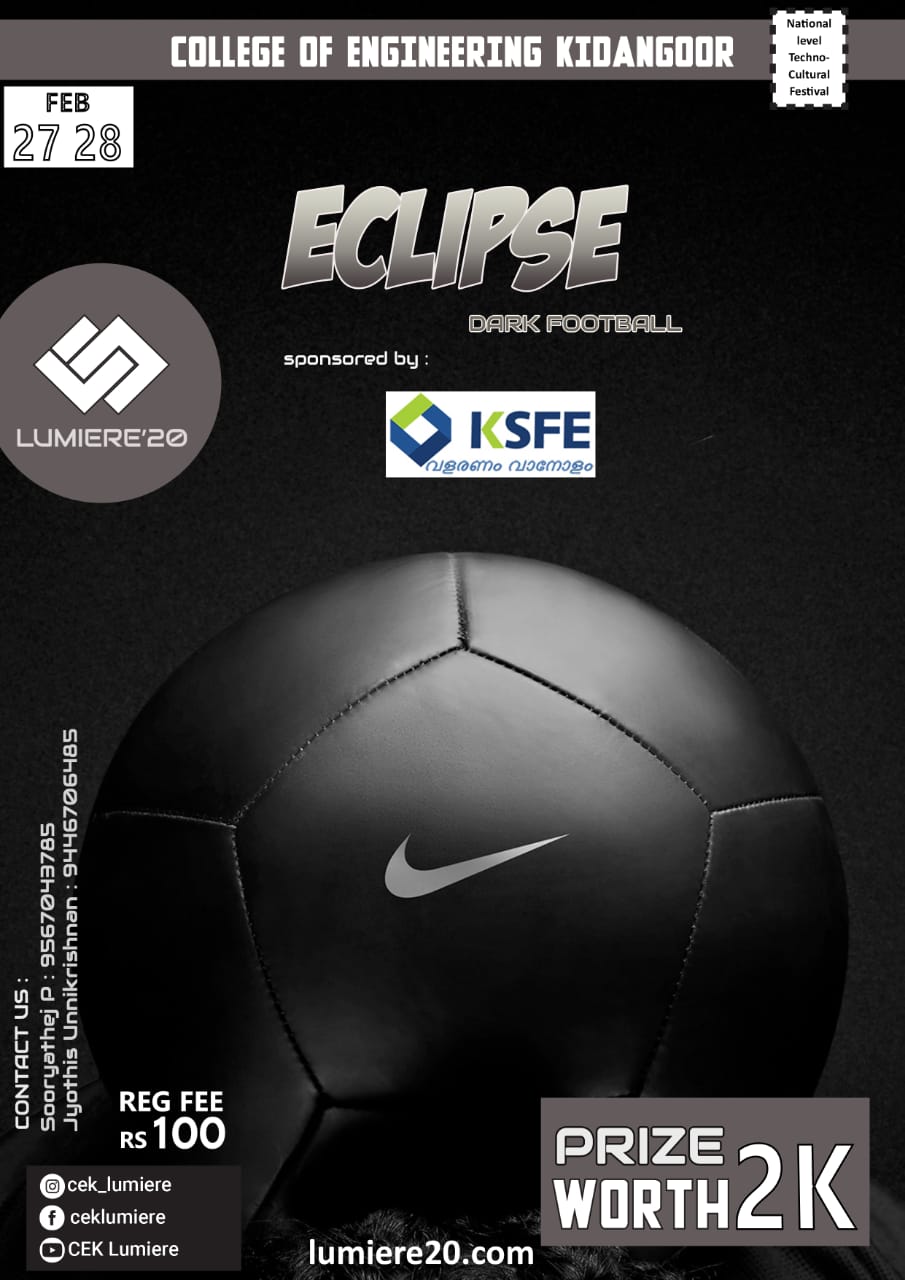 COLLEGE OF ENGINEERING KIDANGOOR
National
level
Techno-
Cultural
Festival
FEB
27 28
ECLIPSE
DARK FOOTBALL
sponsored by :
KSFE
വളരണം വാനോളം
LUMIERE'20
CONTACT US :
Sooryathej P : 9567043785
Jyothis Unnikrishnan : 9446706485
REG FEE
RS 100
PRIZE
WORTH 2K
cek_lumiere
ceklumiere
CEK Lumiere
lumiere20.com